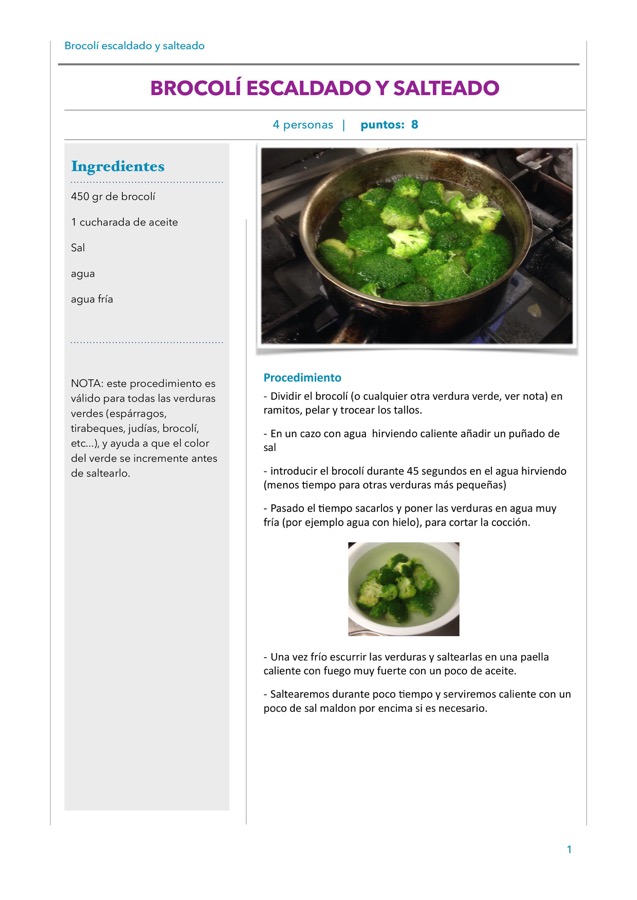 Brocolí escaldado y salteado
BROCOLÍ ESCALDADO Y SALTEADO
4 personas | puntos: 8
Ingredientes
450 gr de brocolí
1 cucharada de aceite
Sal
agua
agua fría
NOTA: este procedimiento es
válido para todas las verduras
verdes (espárragos,
tirabeques, judías, brocolí,
etc...), y ayuda a que el color
del verde se incremente antes
de saltearlo.
Procedimiento
- Dividir el brocolí (o cualquier otra verdura verde, ver nota) en
ramitos, pelar y trocear los tallos.
- En un cazo con agua hirviendo caliente añadir un puñado de
sal
- introducir el brocolí durante 45 segundos en el agua hirviendo
(menos tiempo para otras verduras más pequeñas)
- Pasado el tiempo sacarlos y poner las verduras en agua muy
fría (por ejemplo agua con hielo), para cortar la cocción.
- Una vez frío escurrir las verduras y saltearlas en una paella
caliente con fuego muy fuerte con un poco de aceite.
- Saltearemos durante poco tiempo y serviremos caliente con un
poco de sal maldon por encima si es necesario.
1